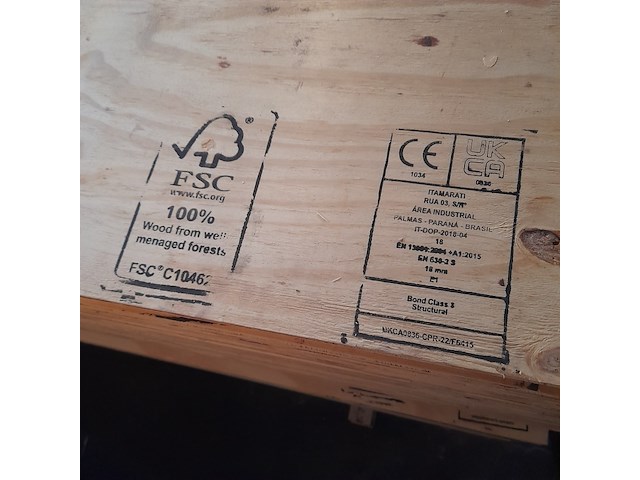 ®
FSC
www.fsc.org
100%
Wood from well
menaged forests
FSC® C10462
CE
1034
UK
CA
0836
ITAMARATI
RUA 03, S/Nº
ÁREA INDUSTRIAL
PALMAS - PARANÁ - BRASIL
IT-DOP-2018-04
18
EN 13986:2004 +A1:2015
EN 636-3 S
18 mm
E1
Bond Class 3
Structural
UKCA0836-CPR-22/F6415